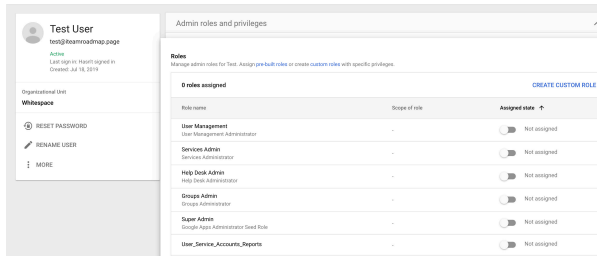 Test User
test@iteamroadmap.page
Active
Last sign in: Hasn't signed in
Created: Jul 18, 2019
Organizational Unit
Whitespace
RESET PASSWORD
RENAME USER
MORE
Admin roles and privileges
Roles
Manage admin roles for Test. Assign pre-built roles or create custom roles with specific privileges.
0 roles assigned CREATE CUSTOM ROLE
Role name Scope of role Assigned state ↑
User Management - Not assigned
User Management Administrator
Services Admin - Not assigned
Services Administrator
Help Desk Admin - Not assigned
Help Desk Administrator
Groups Admin - Not assigned
Groups Administrator
Super Admin - Not assigned
Google Apps Administrator Seed Role
User_Service_Accounts_Reports - Not assigned